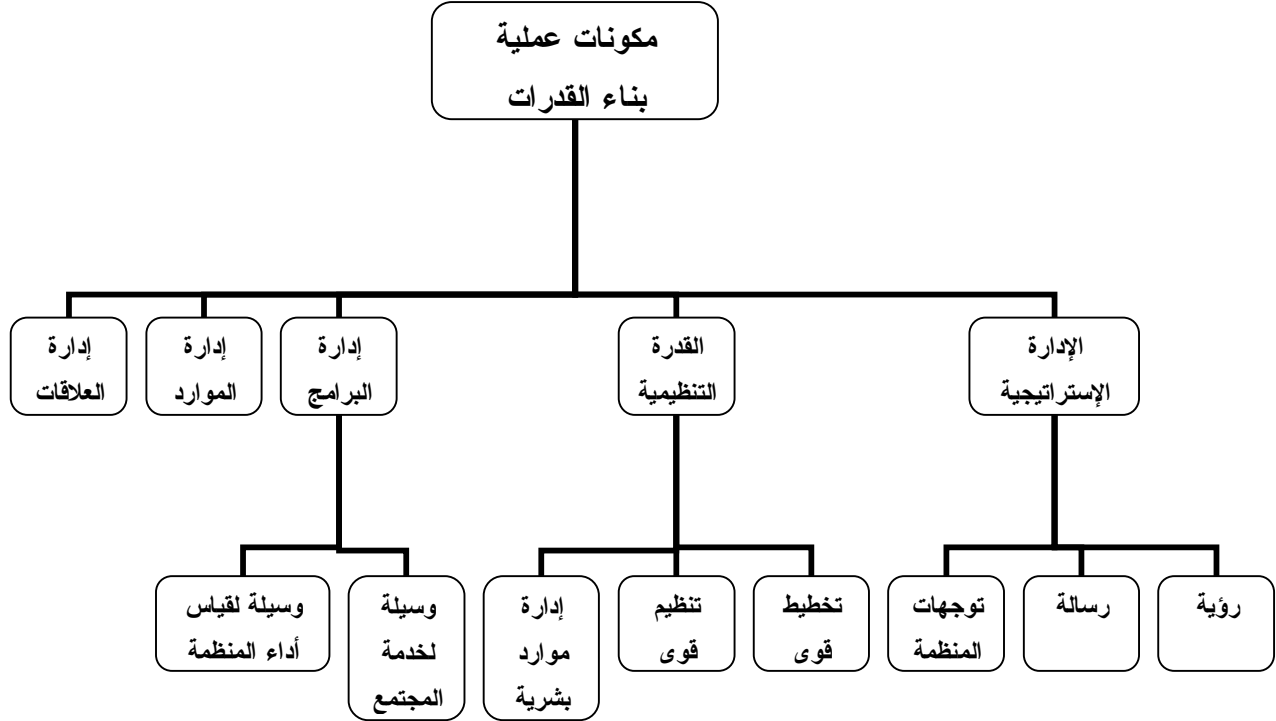 مكونات عملية
بناء القدرات
الإدارة
الإستراتيجية
القدرة
التنظيمية
إدارة
البرامج
إدارة
الموارد
إدارة
العلاقات
رؤية
رسالة
توجهات
المنظمة
تخطيط
قوى
تنظيم
قوى
إدارة
موارد
بشرية
وسيلة
لخدمة
المجتمع
وسيلة لقياس
أداء المنظمة